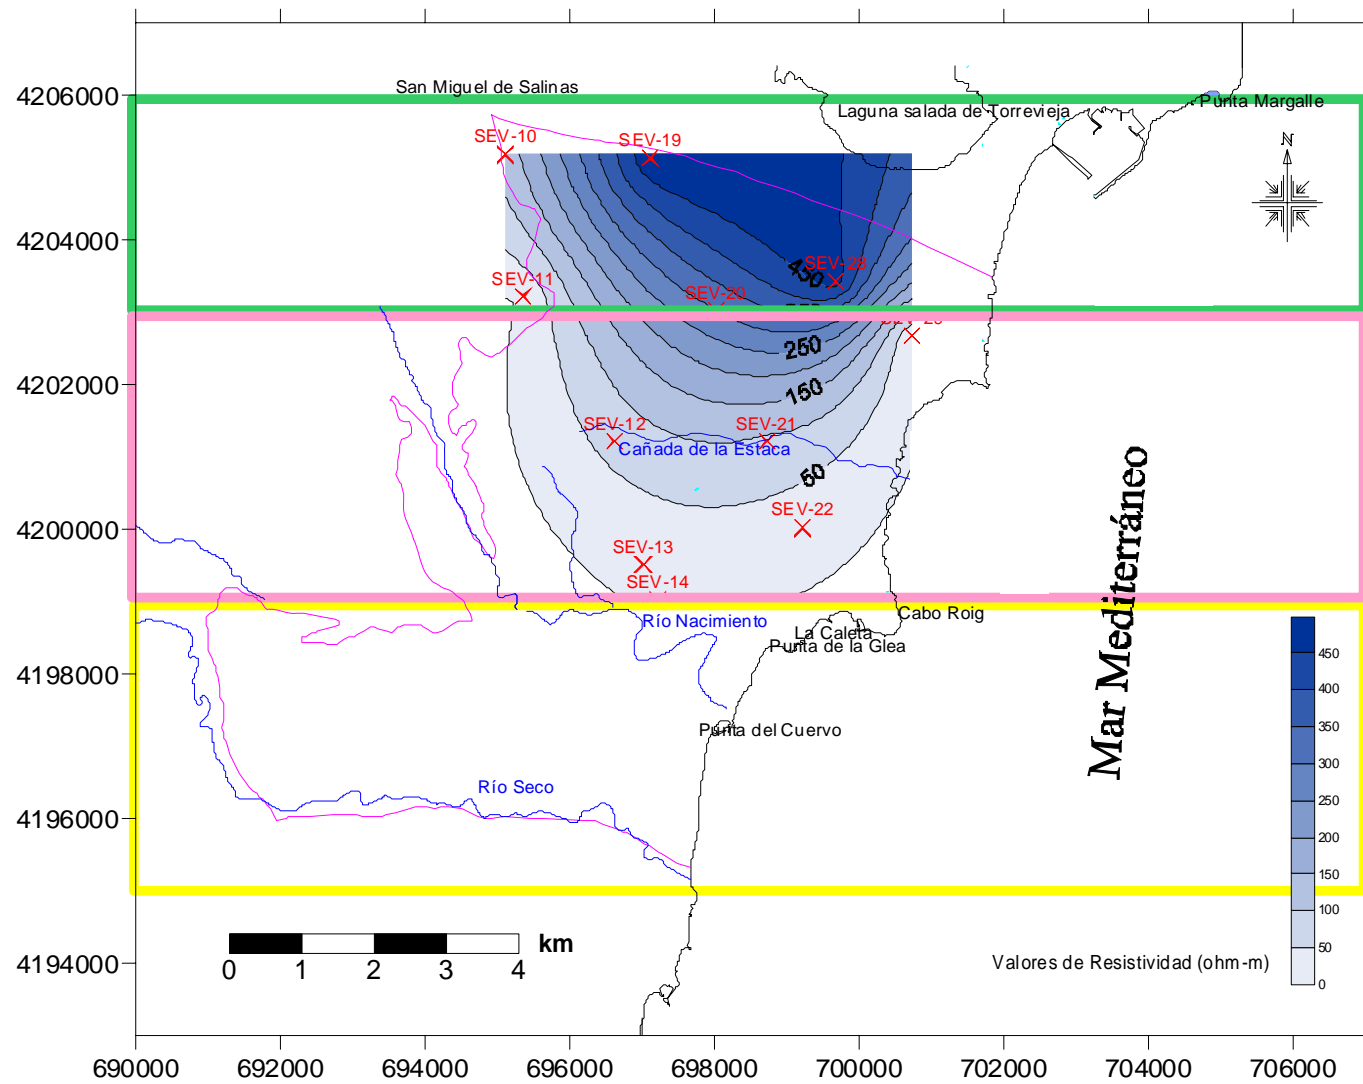 San Miguel de Salinas
4206000
Punta Margalle
Laguna salada de Torrevieja
SEV-10
SEV-19
N
4204000
450
SEV-28
SEV-11
SEV-20
250
4202000
150
SEV-12
SEV-21
Cañada de la Estaca
50
SEV-22
4200000
SEV-13
SEV-14
Mar Mediterráneo
Cabo Roig
Río Nacimiento
La Caleta
Punta de la Glea
4198000
Punta del Cuervo
Río Seco
4196000
450
400
350
300
250
200
150
100
50
0
km
0 1 2 3 4
Valores de Resistividad (ohm-m)
4194000
690000 692000 694000 696000 698000 700000 702000 704000 706000